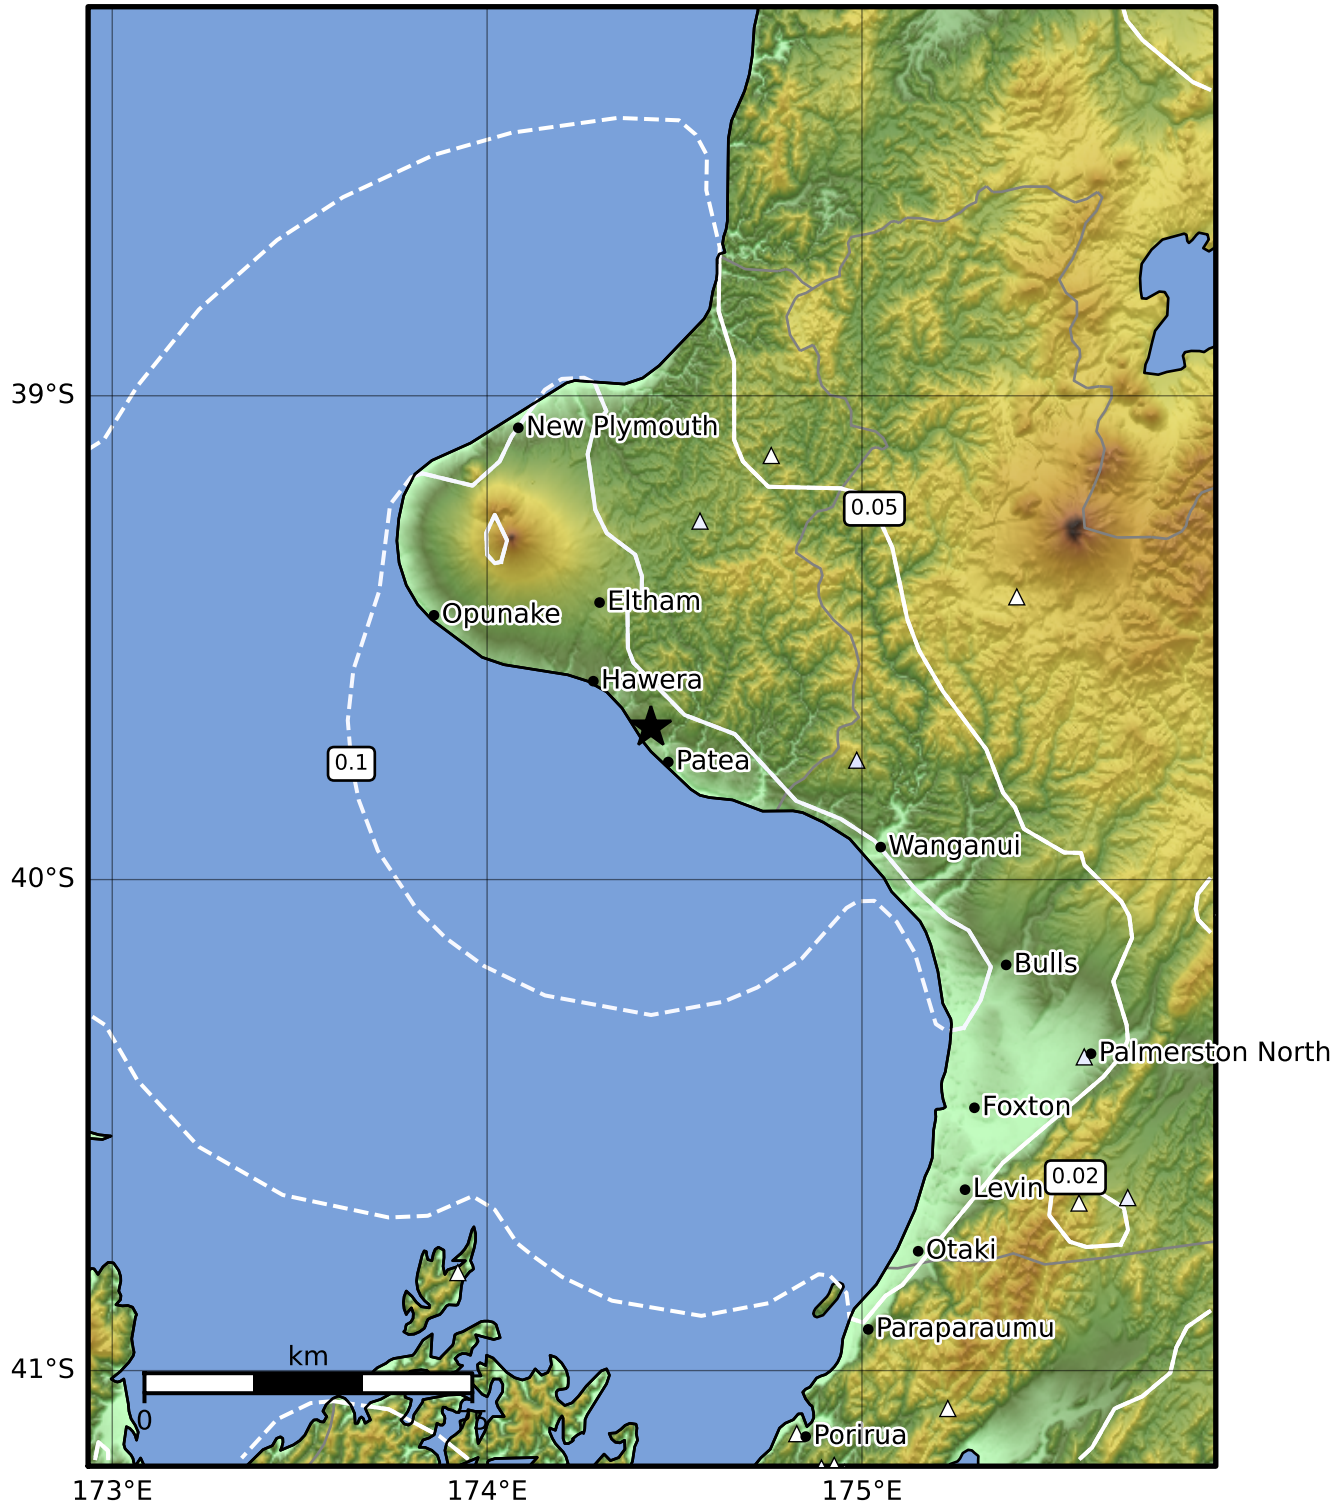 New Plymouth
39°S
0.05
Eltham
Opunake
Hawera
Patea
0.1
Wanganui
40°S
Bulls
Palmerston North
Foxton
0.02
Levin
Otaki
Paraparaumu
km
41°S
0
Porirua
173°E
174°E
175°E